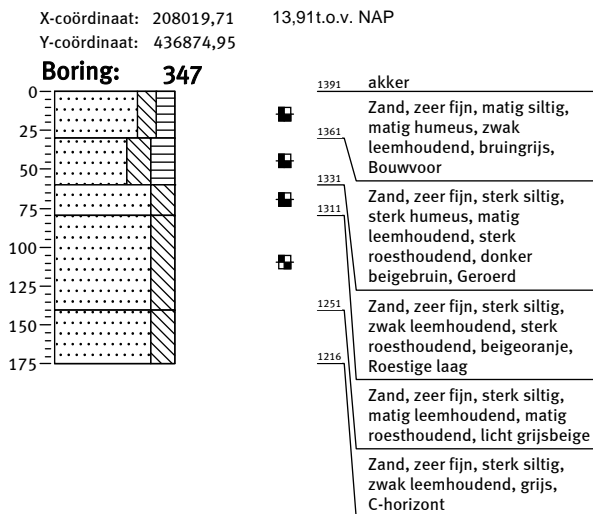 X-coördinaat: 208019,71 13,91t.o.v. NAP
Y-coördinaat: 436874,95
Boring: 347
0
25
50
75
100
125
150
175
1391 akker
Zand, zeer fijn, matig siltig,
matig humeus, zwak
leemhoudend, bruingrijs,
Bouwvoor
1361
Zand, zeer fijn, sterk siltig,
sterk humeus, matig
leemhoudend, sterk
roesthoudend, donker
beigebruin, Geroerd
1331
1311
Zand, zeer fijn, sterk siltig,
zwak leemhoudend, sterk
roesthoudend, beigeoranje,
Roestige laag
1251
Zand, zeer fijn, sterk siltig,
matig leemhoudend, matig
roesthoudend, licht grijsbeige
1216
Zand, zeer fijn, sterk siltig,
zwak leemhoudend, grijs,
C-horizont